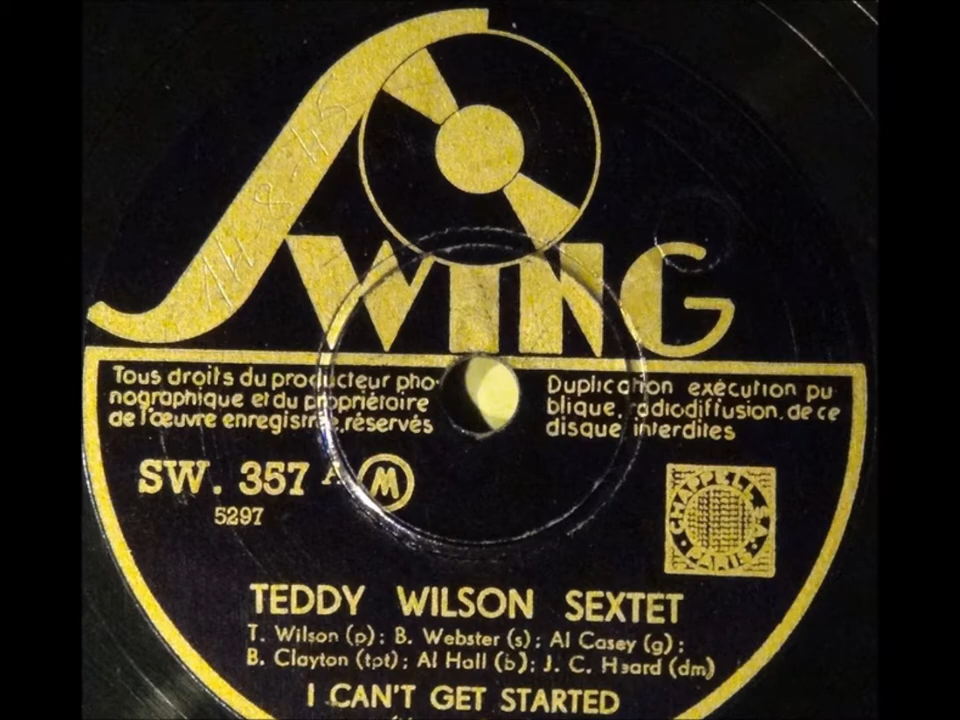 SWING
Tous droits du producteur pho-
nographique et du propriétaire
de l'œuvre enregistrée, réservés
Duplication exécution pu-
blique, radiodiffusion de ce
disque interdites
SW. 357 A
M
5297
CHAPPELL S.A.
PARIS
TEDDY WILSON SEXTET
T. Wilson (p); B. Webster (s); Al Casey (g);
B. Clayton (tpt); Al Hall (b); J. C. Heard (dm)
I CAN'T GET STARTED